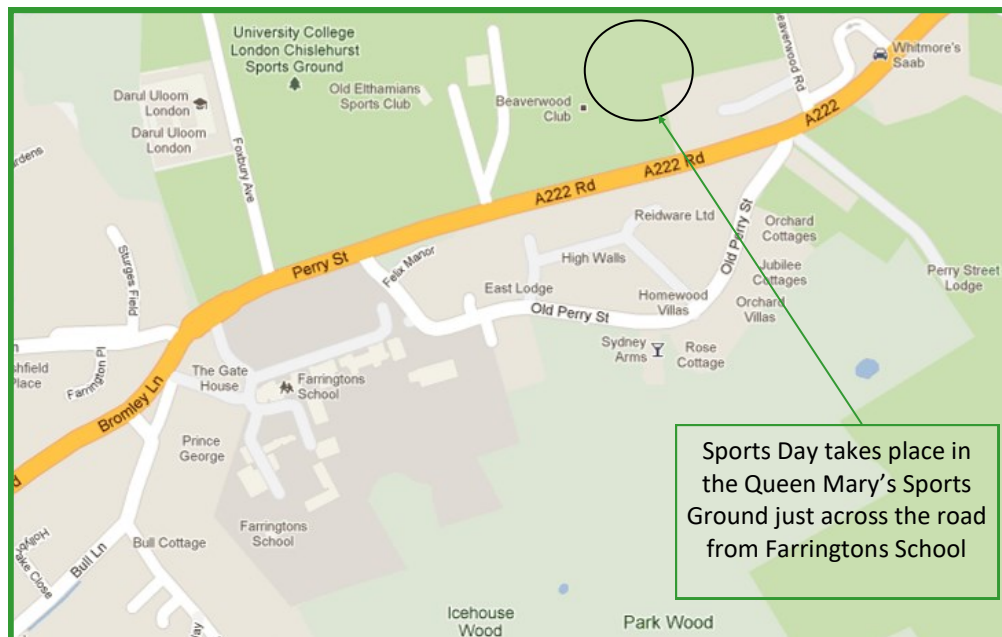 University College
London Chislehurst
Sports Ground
Old Elthamians
Sports Club
Beaverwood
Club
Beaverwood Rd
Whitmore's
Saab
Darul Uloom
London
Darul Uloom
London
Foxbury Ave
A222
A222 Rd
A222 Rd
Perry St
Sturges Field
Felix Manor
Reidware Ltd
High Walls
East Lodge
Old Perry St
Old Perry St
Homewood
Villas
Orchard
Cottages
Jubilee
Cottages
Orchard
Villas
Perry Street
Lodge
Sydney
Arms
Rose
Cottage
Place
Farrington Pl
The Gate
House
Farringtons
School
Bromley Ln
Prince
George
Farringtons
School
Bull Cottage
Bull Ln
Close
Icehouse
Wood
Park Wood
Sports Day takes place in
the Queen Mary's Sports
Ground just across the road
from Farringtons School